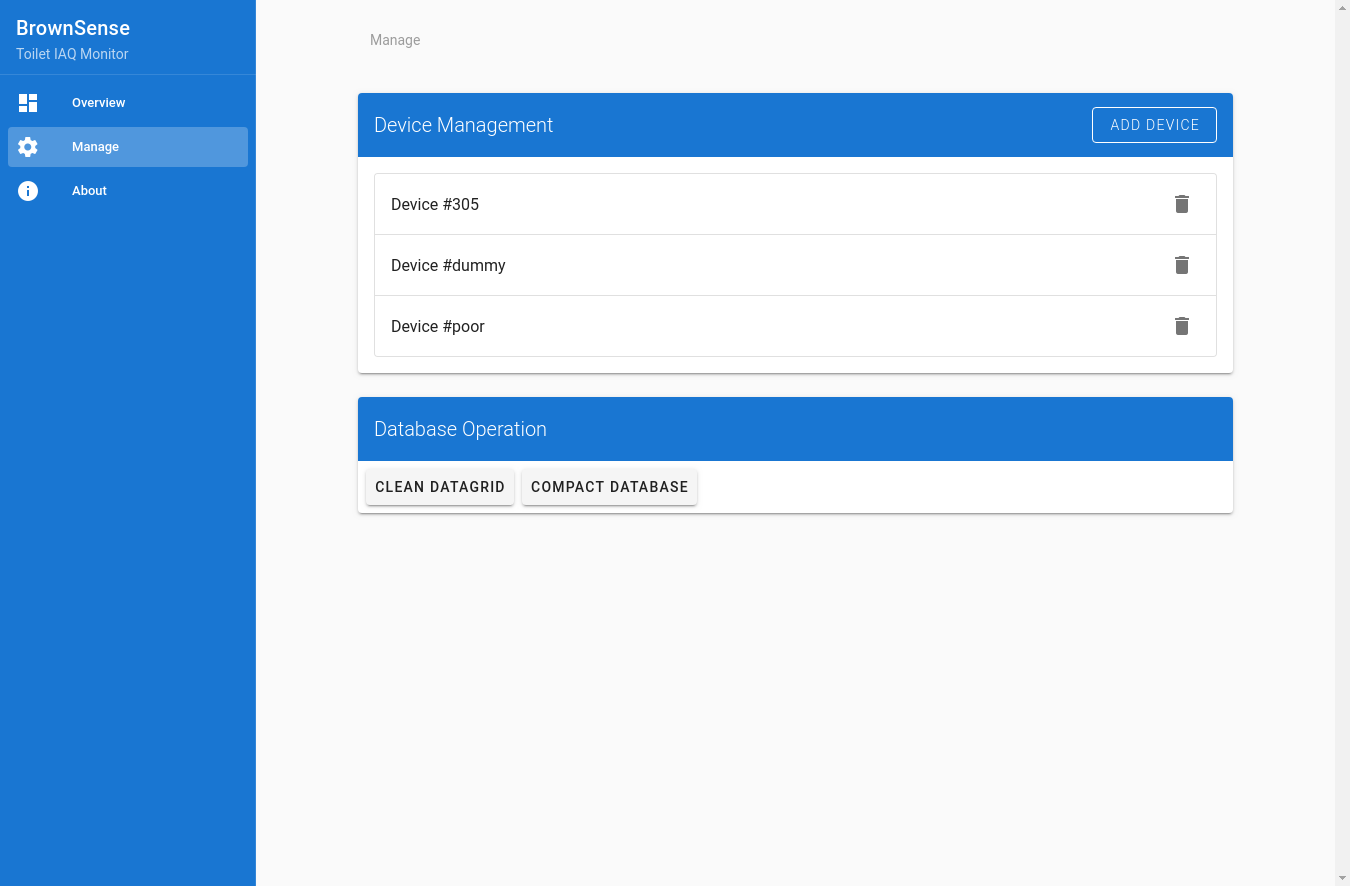 BrownSense
Toilet IAQ Monitor
Overview
Manage
About
Manage
Device Management
ADD DEVICE
Device #305
Device #dummy
Device #poor
Database Operation
CLEAN DATAGRID
COMPACT DATABASE